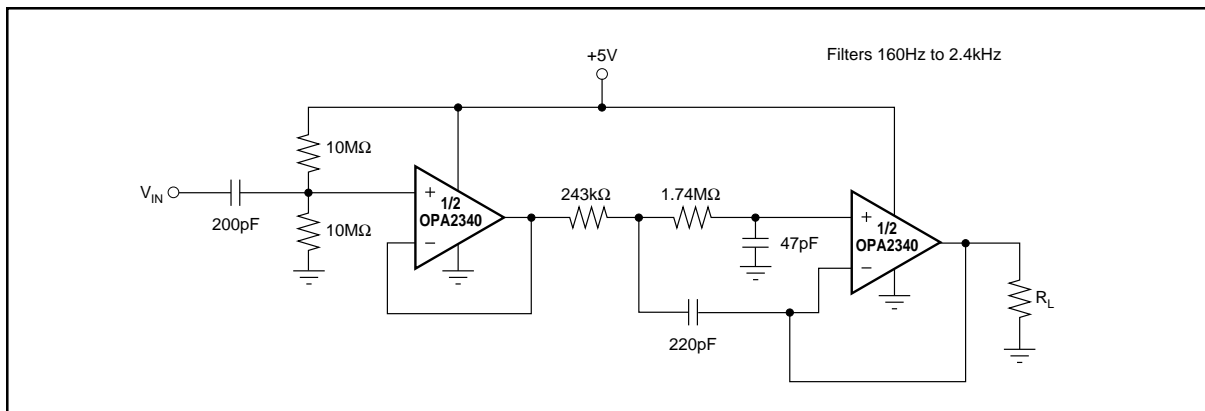 Filters 160Hz to 2.4kHz
+5V
10MΩ
V_IN
200pF
10MΩ
+
1/2
OPA2340
−
243kΩ
1.74MΩ
47pF
220pF
+
1/2
OPA2340
−
R_L